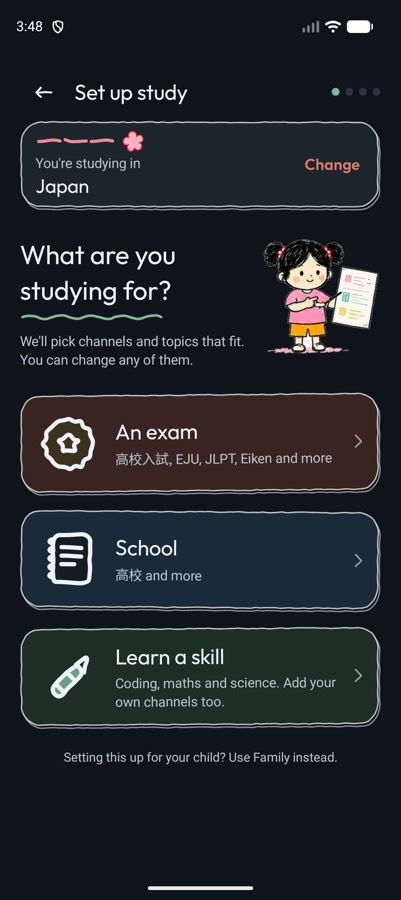 3:48
Set up study
You're studying in
Japan
Change
What are you
studying for?
We'll pick channels and topics that fit.
You can change any of them.
An exam
高校入試, EJU, JLPT, Eiken and more
School
高校 and more
Learn a skill
Coding, maths and science. Add your
own channels too.
Setting this up for your child? Use Family instead.